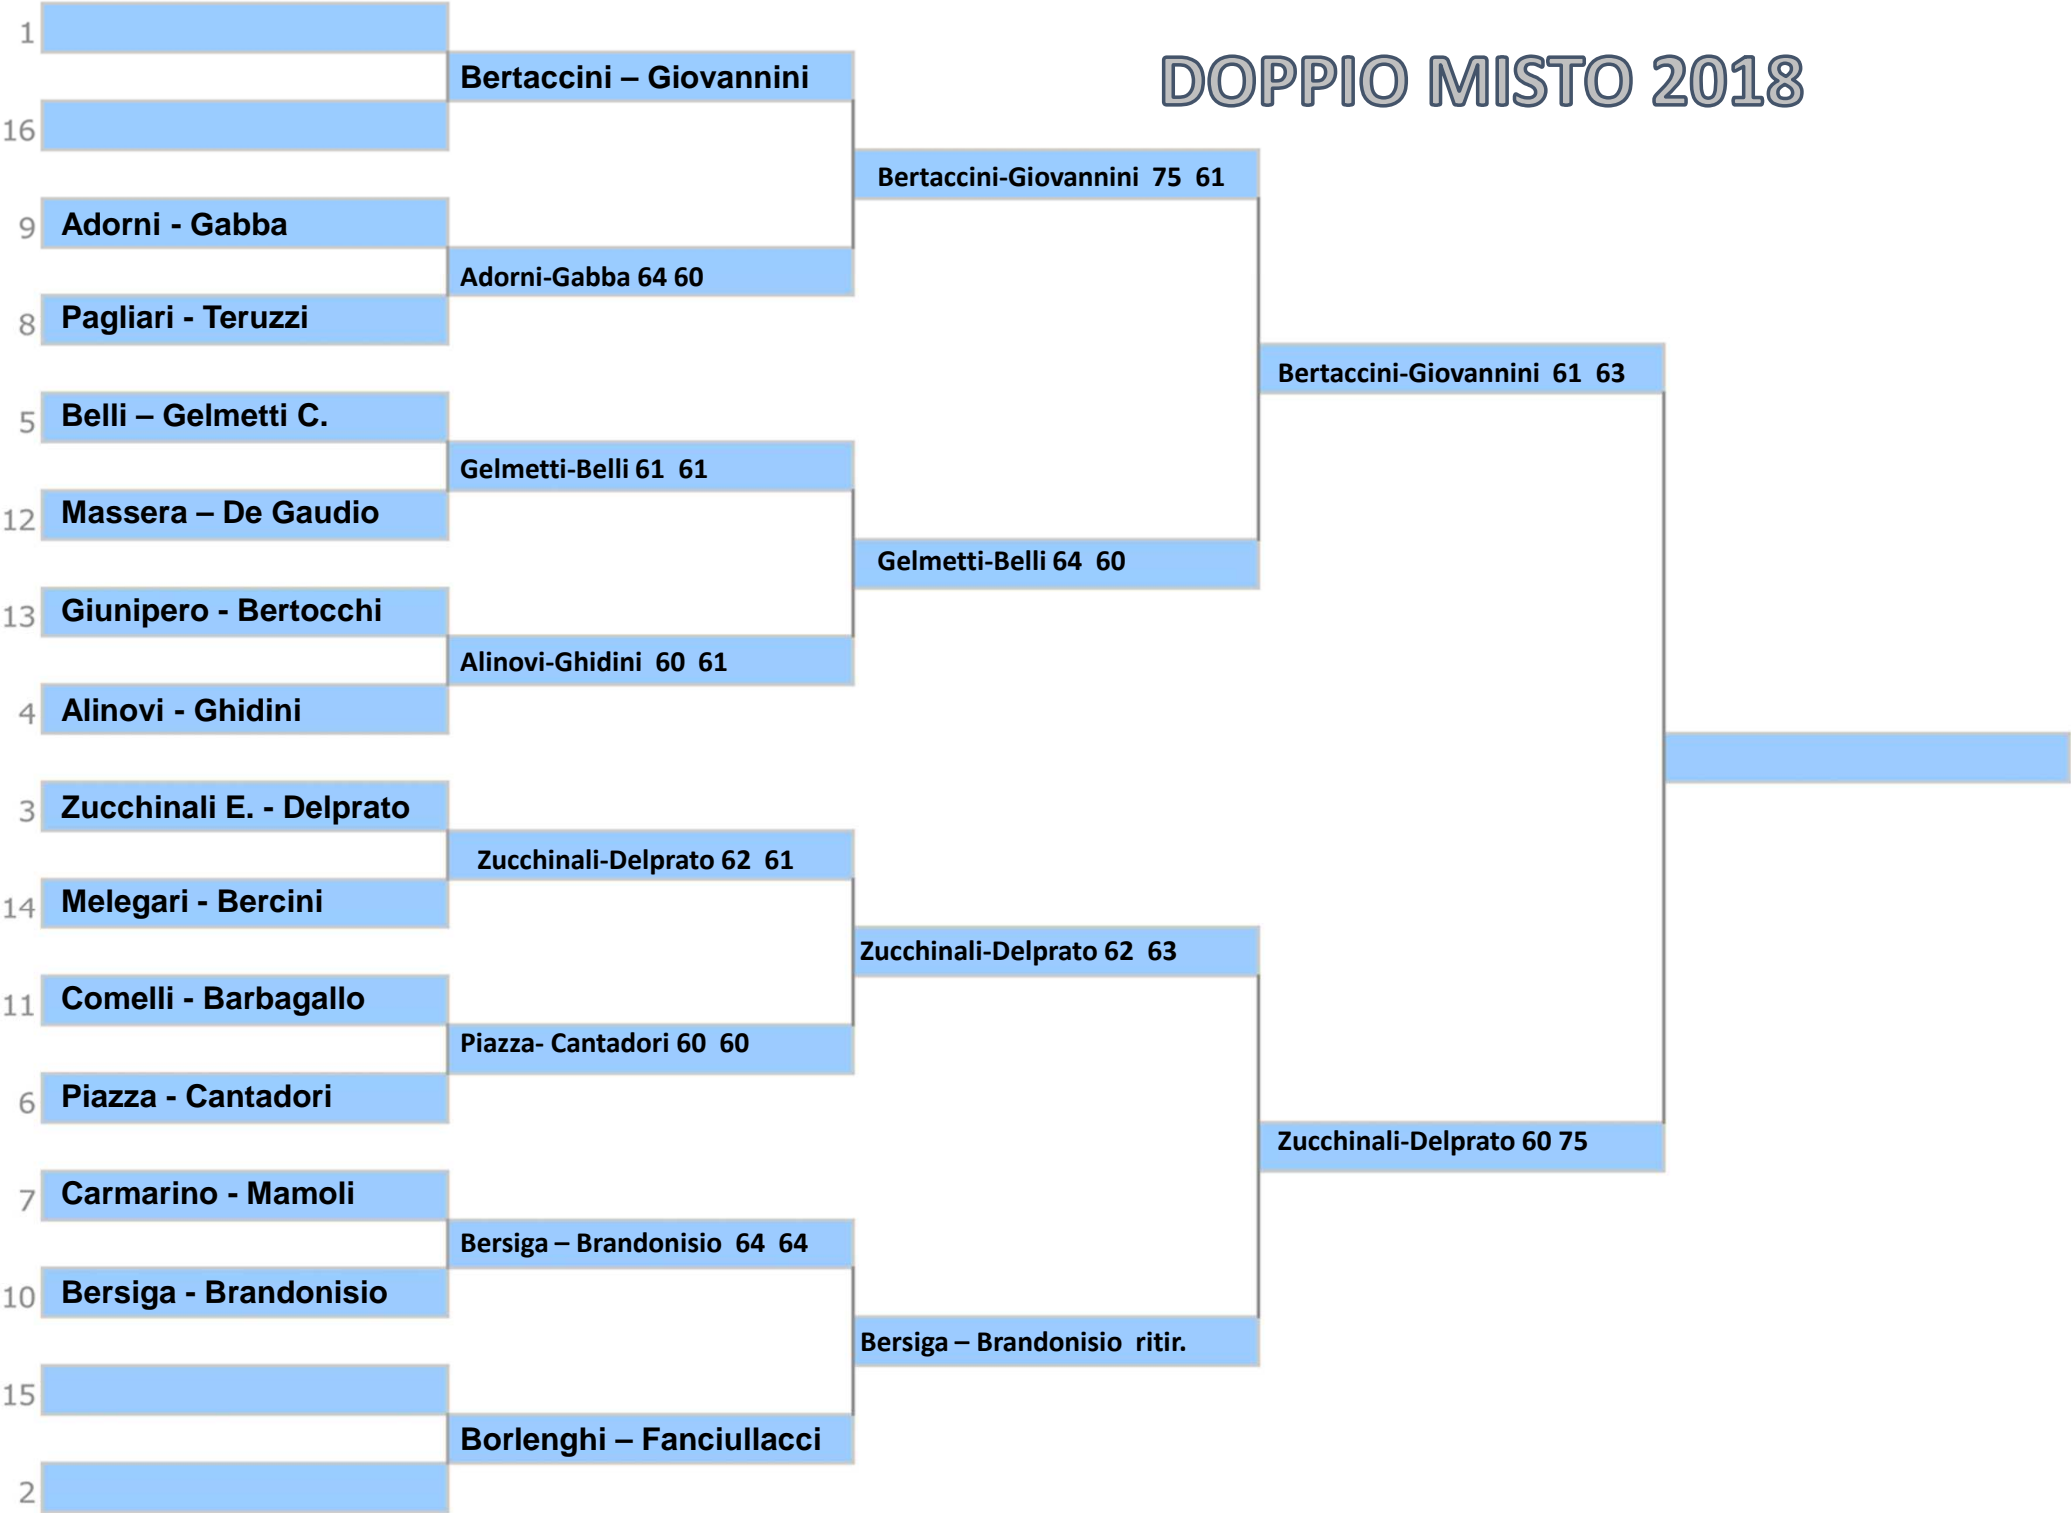 DOPPIO MISTO 2018
1
16
9 Adorni - Gabba
8 Pagliari - Teruzzi
5 Belli – Gelmetti C.
12 Massera – De Gaudio
13 Giunipero - Bertocchi
4 Alinovi - Ghidini
3 Zucchinali E. - Delprato
14 Melegari - Bercini
11 Comelli - Barbagallo
6 Piazza - Cantadori
7 Carmarino - Mamoli
10 Bersiga - Brandonisio
15
2
Bertaccini – Giovannini
Adorni-Gabba 64 60
Gelmetti-Belli 61 61
Alinovi-Ghidini 60 61
Zucchinali-Delprato 62 61
Piazza- Cantadori 60 60
Bersiga – Brandonisio 64 64
Borlenghi – Fanciullacci
Bertaccini-Giovannini 75 61
Gelmetti-Belli 64 60
Zucchinali-Delprato 62 63
Bersiga – Brandonisio ritir.
Bertaccini-Giovannini 61 63
Zucchinali-Delprato 60 75